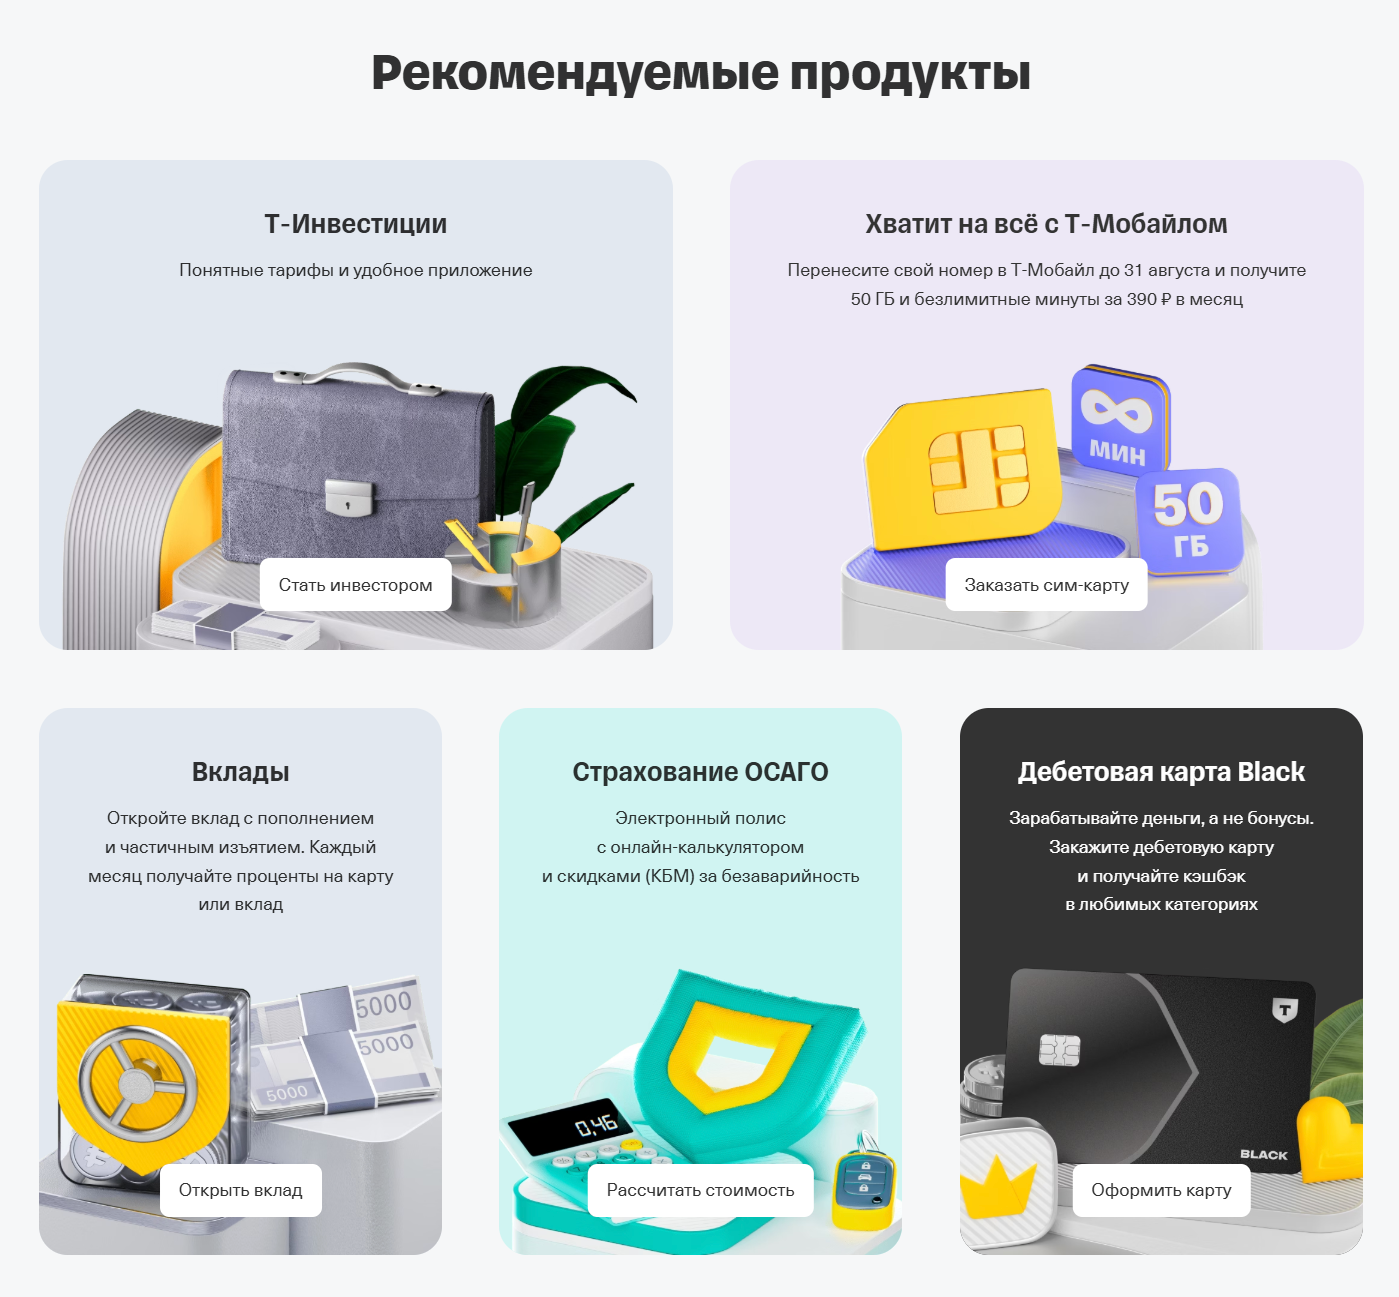 Рекомендуемые продукты
Т-Инвестиции
Понятные тарифы и удобное приложение
Стать инвестором
Хватит на всё с Т-Мобайлом
Перенесите свой номер в Т-Мобайл до 31 августа и получите
50 ГБ и безлимитные минуты за 390 ₽ в месяц
∞
МИН
50
ГБ
Заказать сим-карту
Вклады
Откройте вклад с пополнением
и частичным изъятием. Каждый
месяц получайте проценты на карту
или вклад
5000
5000
5000
Открыть вклад
Страхование ОСАГО
Электронный полис
с онлайн-калькулятором
и скидками (КБМ) за безаварийность
0,46
Рассчитать стоимость
Дебетовая карта Black
Зарабатывайте деньги, а не бонусы.
Закажите дебетовую карту
и получайте кэшбэк
в любимых категориях
Т
BLACK
Оформить карту